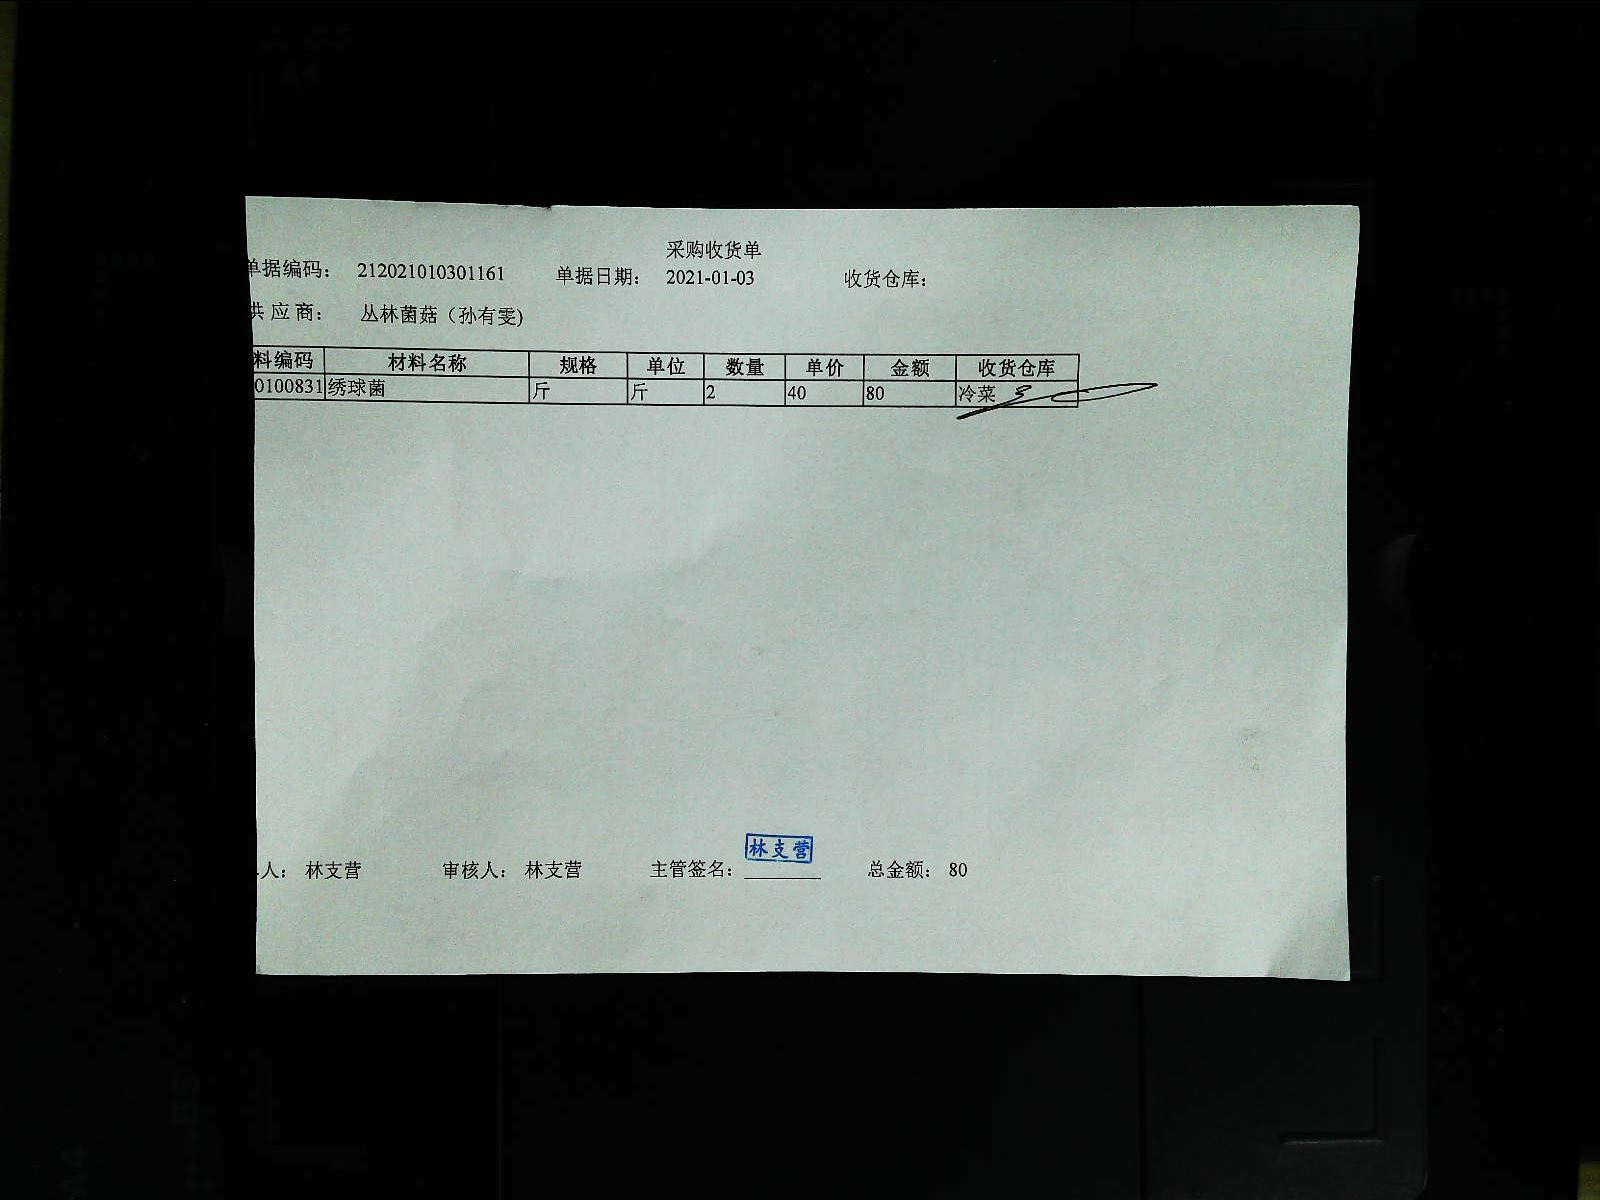 采购收货单
单据编码： 212021010301161 单据日期： 2021-01-03 收货仓库：
供应商： 丛林菌菇（孙有雯)
料编码 材料名称 规格 单位 数量 单价 金额 收货仓库
0100831 绣球菌 斤 斤 2 40 80 冷菜
人： 林支营 审核人： 林支营 主管签名： 林支营 总金额： 80